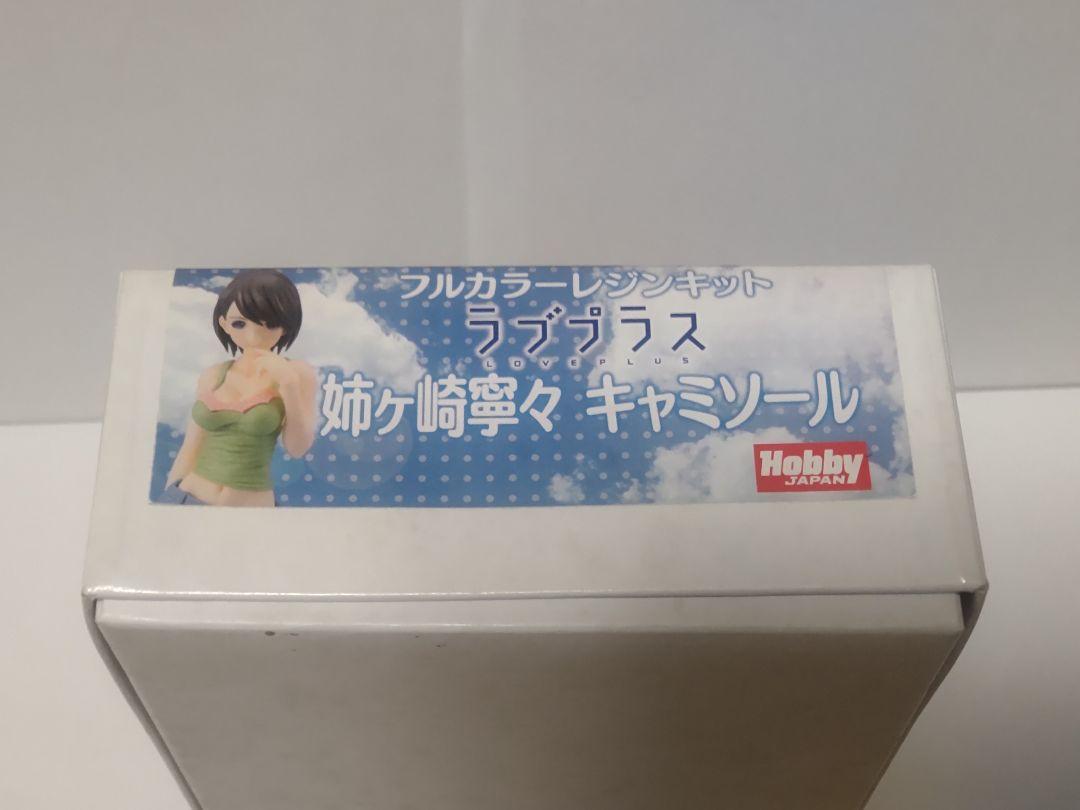 フルカラーレジンキット
ラブプラス
LOVEPLUS
姉ヶ崎寧々 キャミソール
Hobby
JAPAN